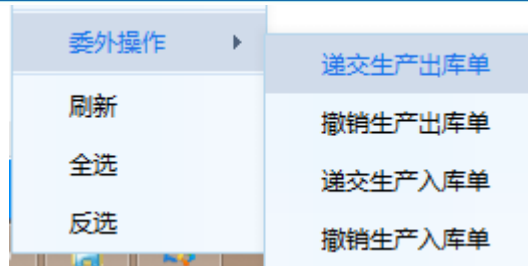 委外操作
刷新
全选
反选
递交生产出库单
撤销生产出库单
递交生产入库单
撤销生产入库单